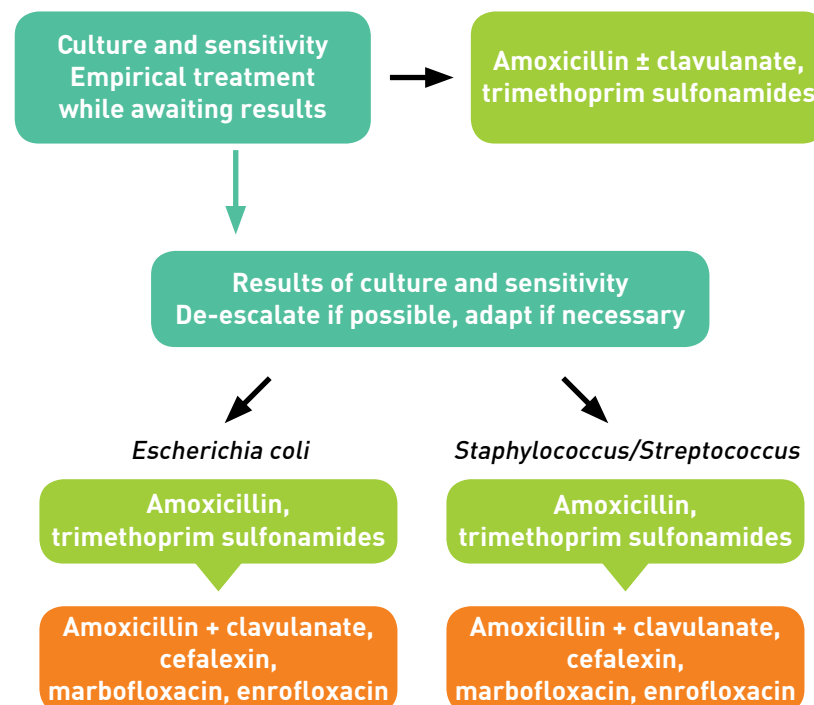 Culture and sensitivity
Empirical treatment
while awaiting results
Amoxicillin ± clavulanate,
trimethoprim sulfonamides
Results of culture and sensitivity
De-escalate if possible, adapt if necessary
Escherichia coli
Amoxicillin,
trimethoprim sulfonamides
Amoxicillin + clavulanate,
cefalexin,
marbofloxacin, enrofloxacin
Staphylococcus/Streptococcus
Amoxicillin,
trimethoprim sulfonamides
Amoxicillin + clavulanate,
cefalexin,
marbofloxacin, enrofloxacin